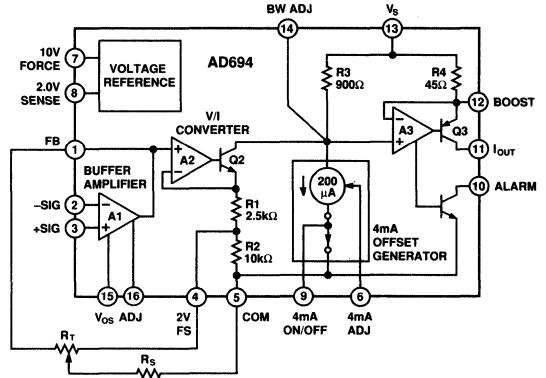 BW ADJ
14
VS
13
10V
FORCE
7
2.0V
SENSE
8
VOLTAGE
REFERENCE
AD694
R3
900Ω
R4
45Ω
12
BOOST
V/I
CONVERTER
FB
1
+
−
A2
Q2
−
+
A3
Q3
11
IOUT
BUFFER
AMPLIFIER
200
µA
10
ALARM
−SIG
2
−
+SIG
3
+
A1
R1
2.5kΩ
4mA
OFFSET
GENERATOR
R2
10kΩ
15
16
4
5
9
6
VOS ADJ
2V
FS
COM
4mA
ON/OFF
4mA
ADJ
RT
RS